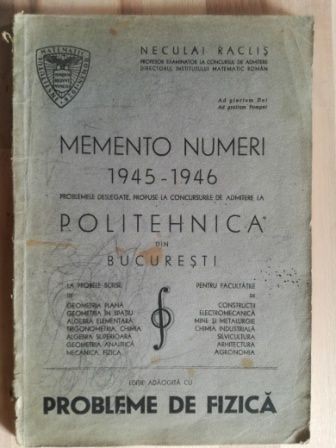 NECULAI RACLIȘ
PROFESOR EXAMINATOR LA CONCURSELE DE ADMITERE
DIRECTORUL INSTITUTULUI MATEMATIC ROMÂN
Ad gloriam Dei
Ad gratiam Pompei
MEMENTO NUMERI
1945-1946
PROBLEMELE DESLEGATE, PROPUSE LA CONCURSURILE DE ADMITERE LA
POLITEHNICA
DIN
BUCUREȘTI
LA PROBELE SCRISE
DE
GEOMETRIA PLANĂ
GEOMETRIA ÎN SPAȚIU
ALGEBRA ELEMENTARĂ
TRIGONOMETRIA, CHIMIA
ALGEBRA SUPERIOARĂ
GEOMETRIA ANALITICĂ
MECANICA, FIZICA
PENTRU FACULTĂȚILE
DE
CONSTRUCȚII
ELECTROMECANICĂ
MINE ȘI METALURGIE
CHIMIA INDUSTRIALĂ
SILVICULTURA
ARHITECTURA
AGRONOMIA
EDIȚIE ADĂOGITĂ CU
PROBLEME DE FIZICĂ